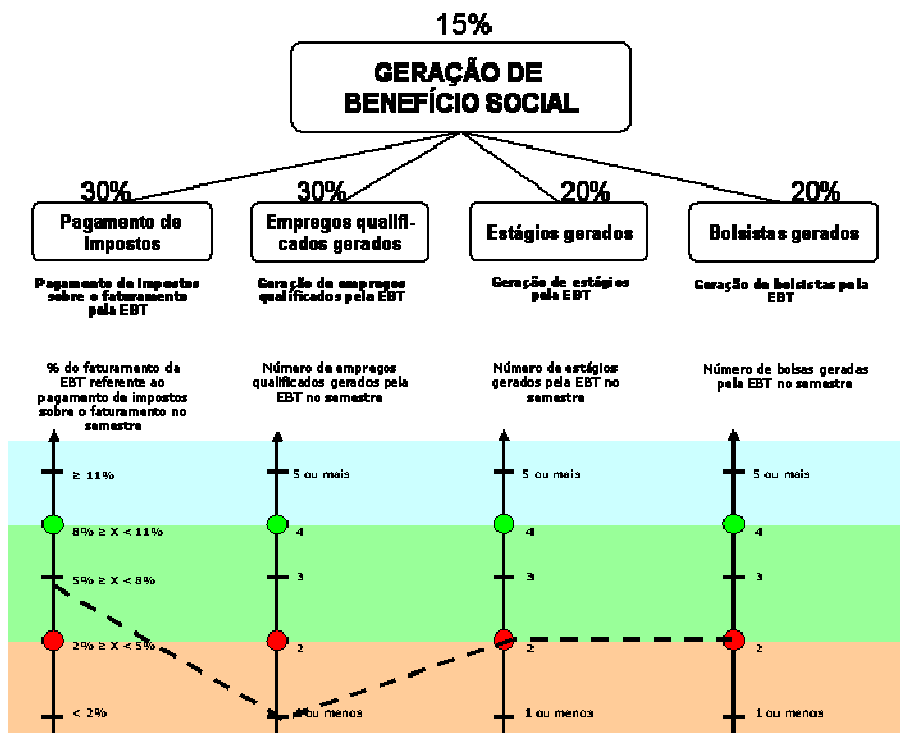 15%
GERAÇÃO DE
BENEFÍCIO SOCIAL
30%
30%
20%
20%
Pagamento de
Impostos
Empregos qualifi-
cados gerados
Estágios gerados
Bolsistas gerados
Pagamento de impostos
sobre o faturamento
pela EBT
Geração de empregos
qualificados pela EBT
Geração de estágios
pela EBT
Geração de bolsistas pela
EBT
% do faturamento da
EBT referente ao
pagamento de impostos
sobre o faturamento no
semestre
Número de empregos
qualificados gerados pela
EBT no semestre
Número de estágios
gerados pela EBT no
semestre
Número de bolsas geradas
pela EBT no semestre
≥ 11%
8% ≥ X < 11%
5% ≥ X < 8%
2% ≥ X < 5%
< 2%
5 ou mais
4
3
2
ou menos
5 ou mais
4
3
2
1 ou menos
5 ou mais
4
3
2
1 ou menos